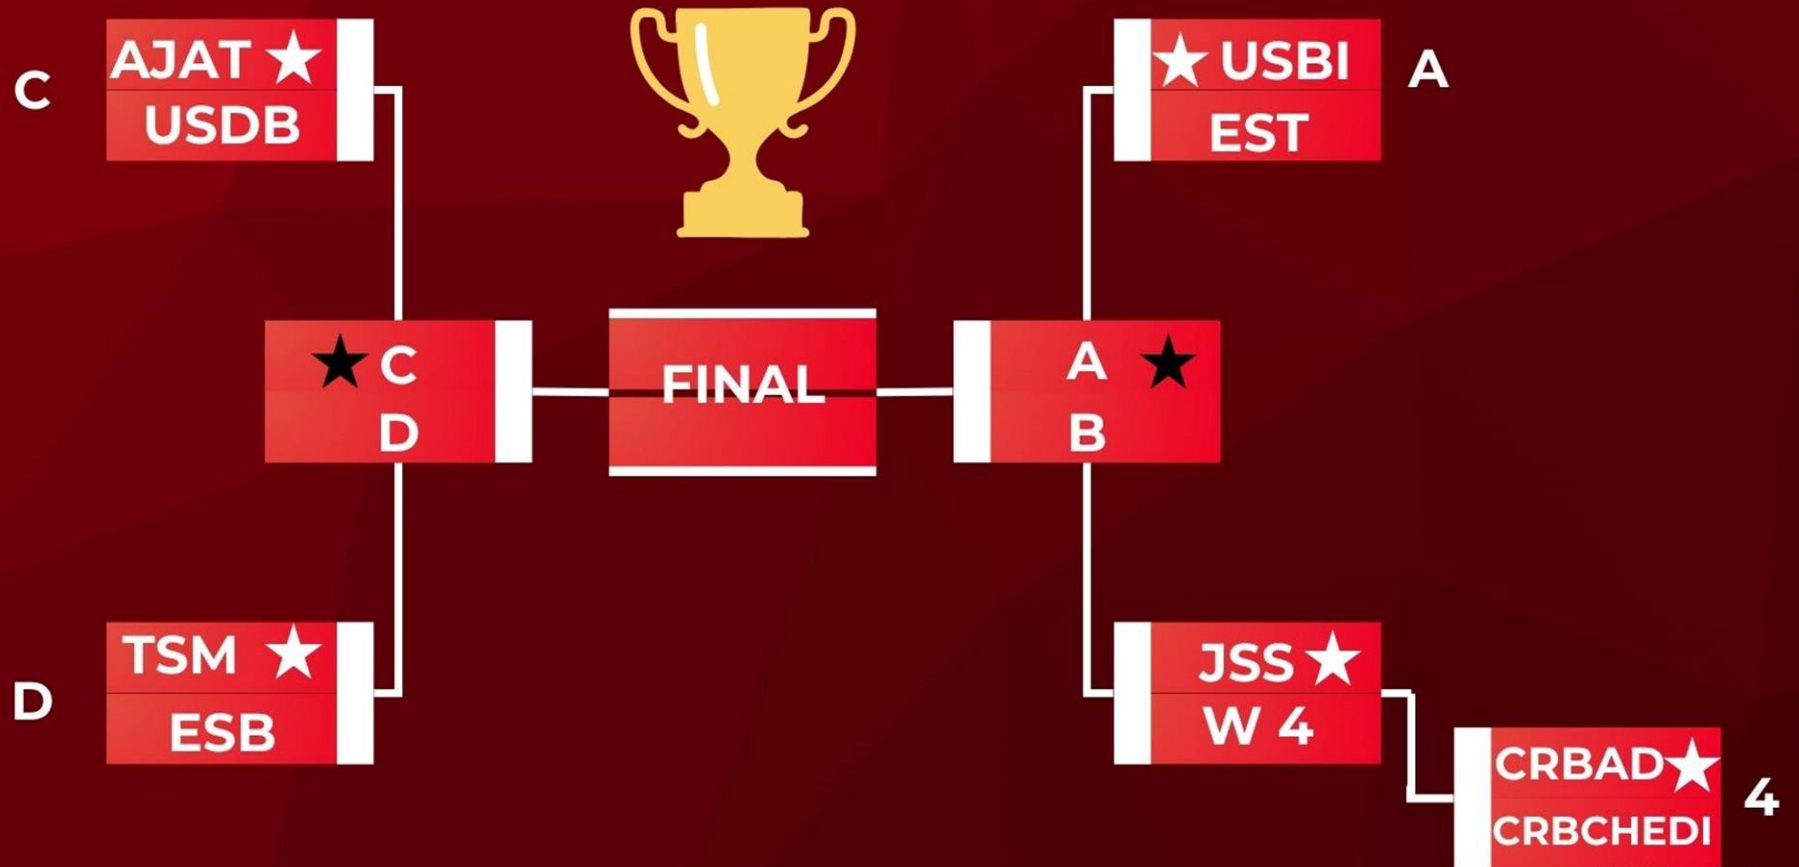 C
AJAT
USDB
USBI
EST
A
C
D
FINAL
A
B
D
TSM
ESB
JSS
W 4
CRBAD
CRBCHEDI
4